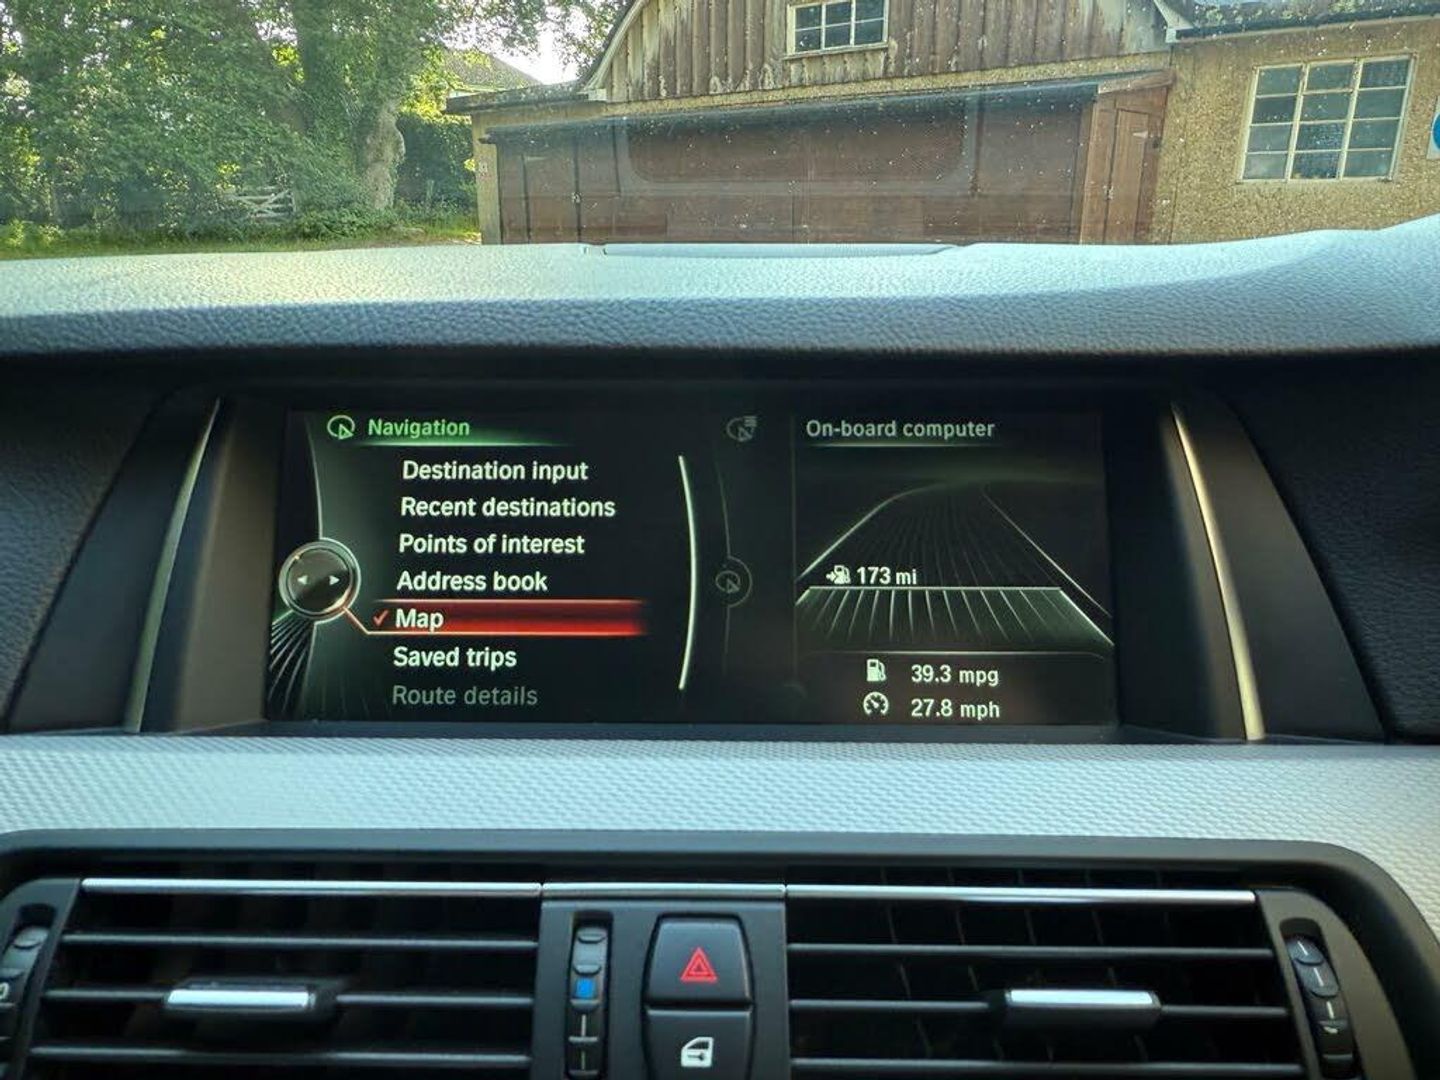 Navigation
Destination input
Recent destinations
Points of interest
Address book
Map
Saved trips
Route details
On-board computer
173 mi
39.3 mpg
27.8 mph